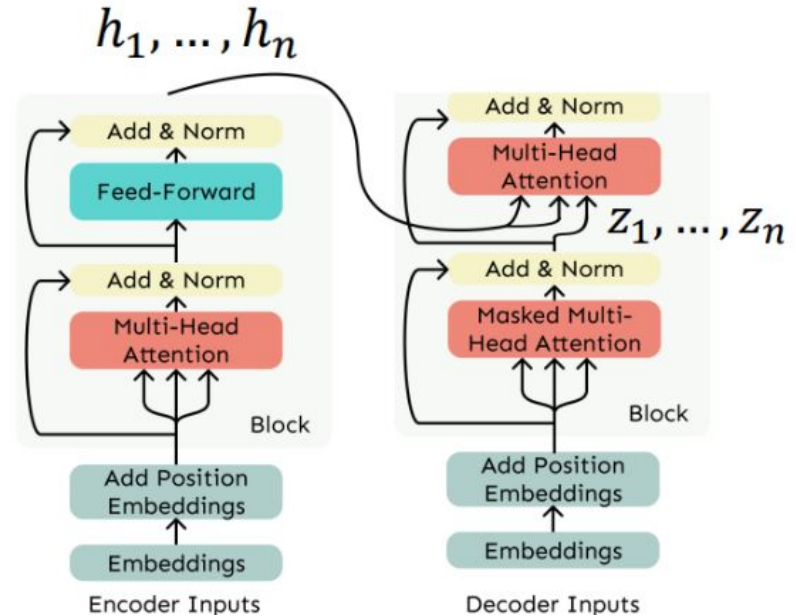 h₁, ..., hₙ
Add & Norm
Feed-Forward
Add & Norm
Multi-Head
Attention
Block
Add Position
Embeddings
Embeddings
Encoder Inputs
Add & Norm
Multi-Head
Attention
z₁, ..., zₙ
Add & Norm
Masked Multi-
Head Attention
Block
Add Position
Embeddings
Embeddings
Decoder Inputs